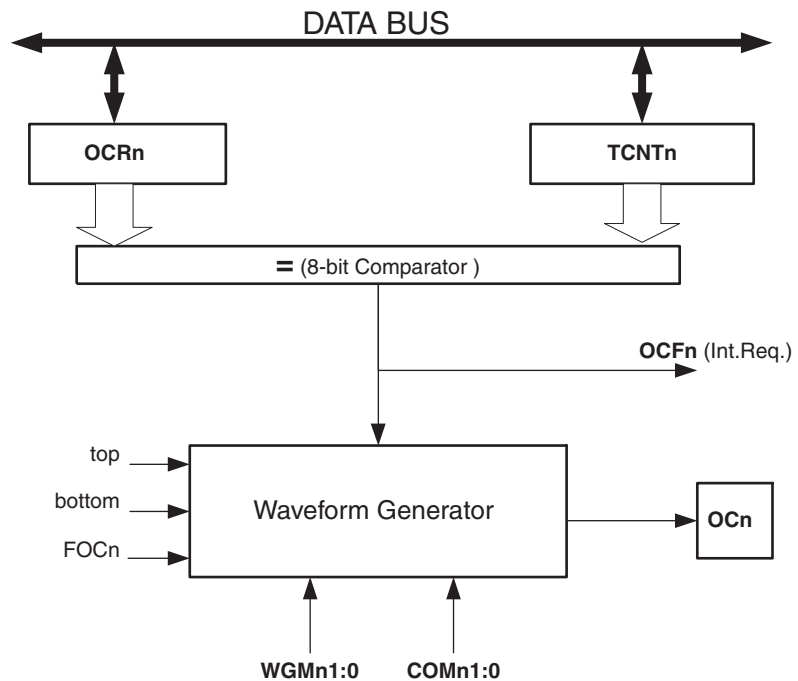 DATA BUS
OCRn
TCNTn
= (8-bit Comparator )
OCFn (Int.Req.)
top
bottom
FOCn
Waveform Generator
OCn
WGMn1:0
COMn1:0